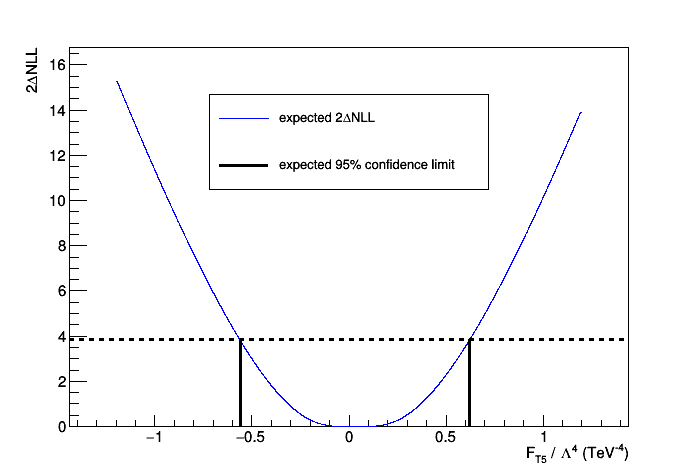 2ΔNLL
16
14
12
10
8
6
4
2
0
expected 2ΔNLL
expected 95% confidence limit
−1 −0.5 0 0.5 1
F_T5 / Λ^4 (TeV^-4)